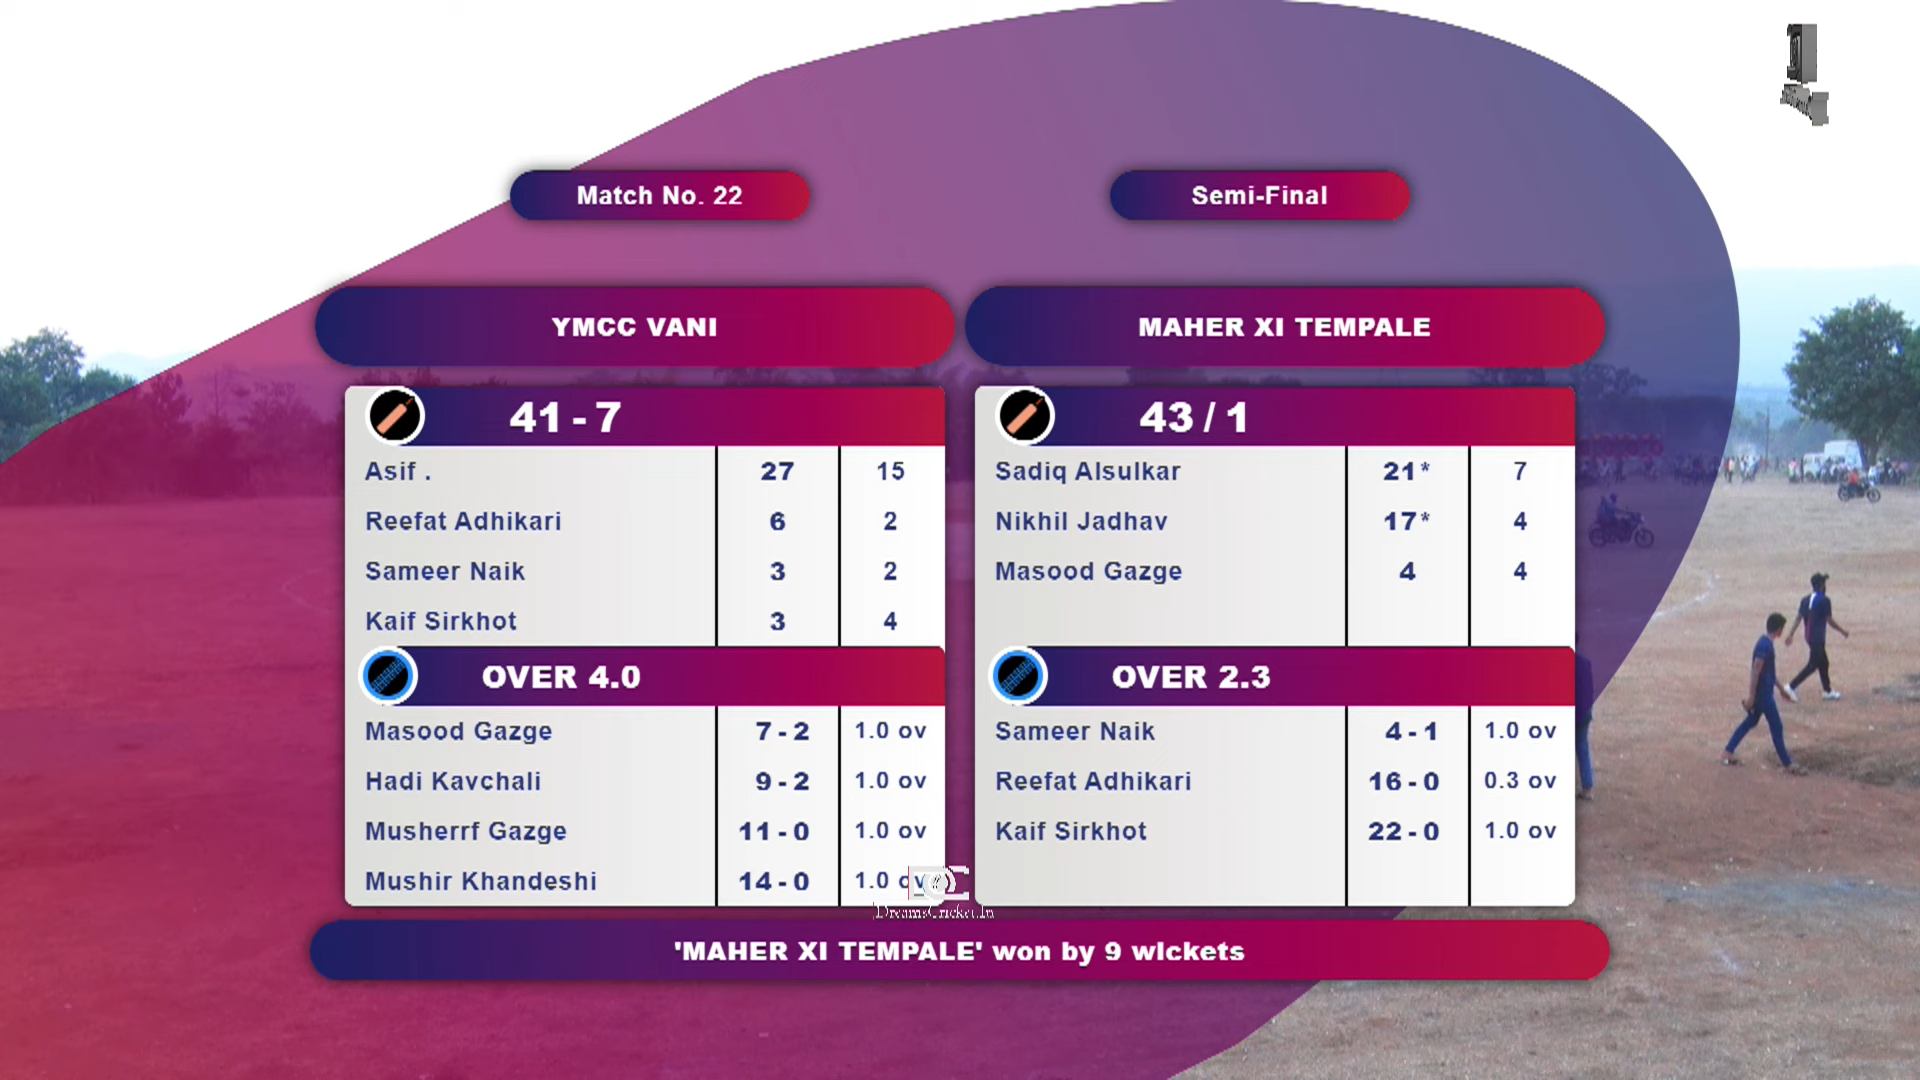 Match No. 22
Semi-Final
YMCC VANI
MAHER XI TEMPALE
41 - 7
Asif . 27 15
Reefat Adhikari 6 2
Sameer Naik 3 2
Kaif Sirkhot 3 4
OVER 4.0
Masood Gazge 7 - 2 1.0 ov
Hadi Kavchali 9 - 2 1.0 ov
Musherrf Gazge 11 - 0 1.0 ov
Mushir Khandeshi 14 - 0 1.0 ov
43 / 1
Sadiq Alsulkar 21* 7
Nikhil Jadhav 17* 4
Masood Gazge 4 4
OVER 2.3
Sameer Naik 4 - 1 1.0 ov
Reefat Adhikari 16 - 0 0.3 ov
Kaif Sirkhot 22 - 0 1.0 ov
DreamsCricket.In
'MAHER XI TEMPALE' won by 9 wickets